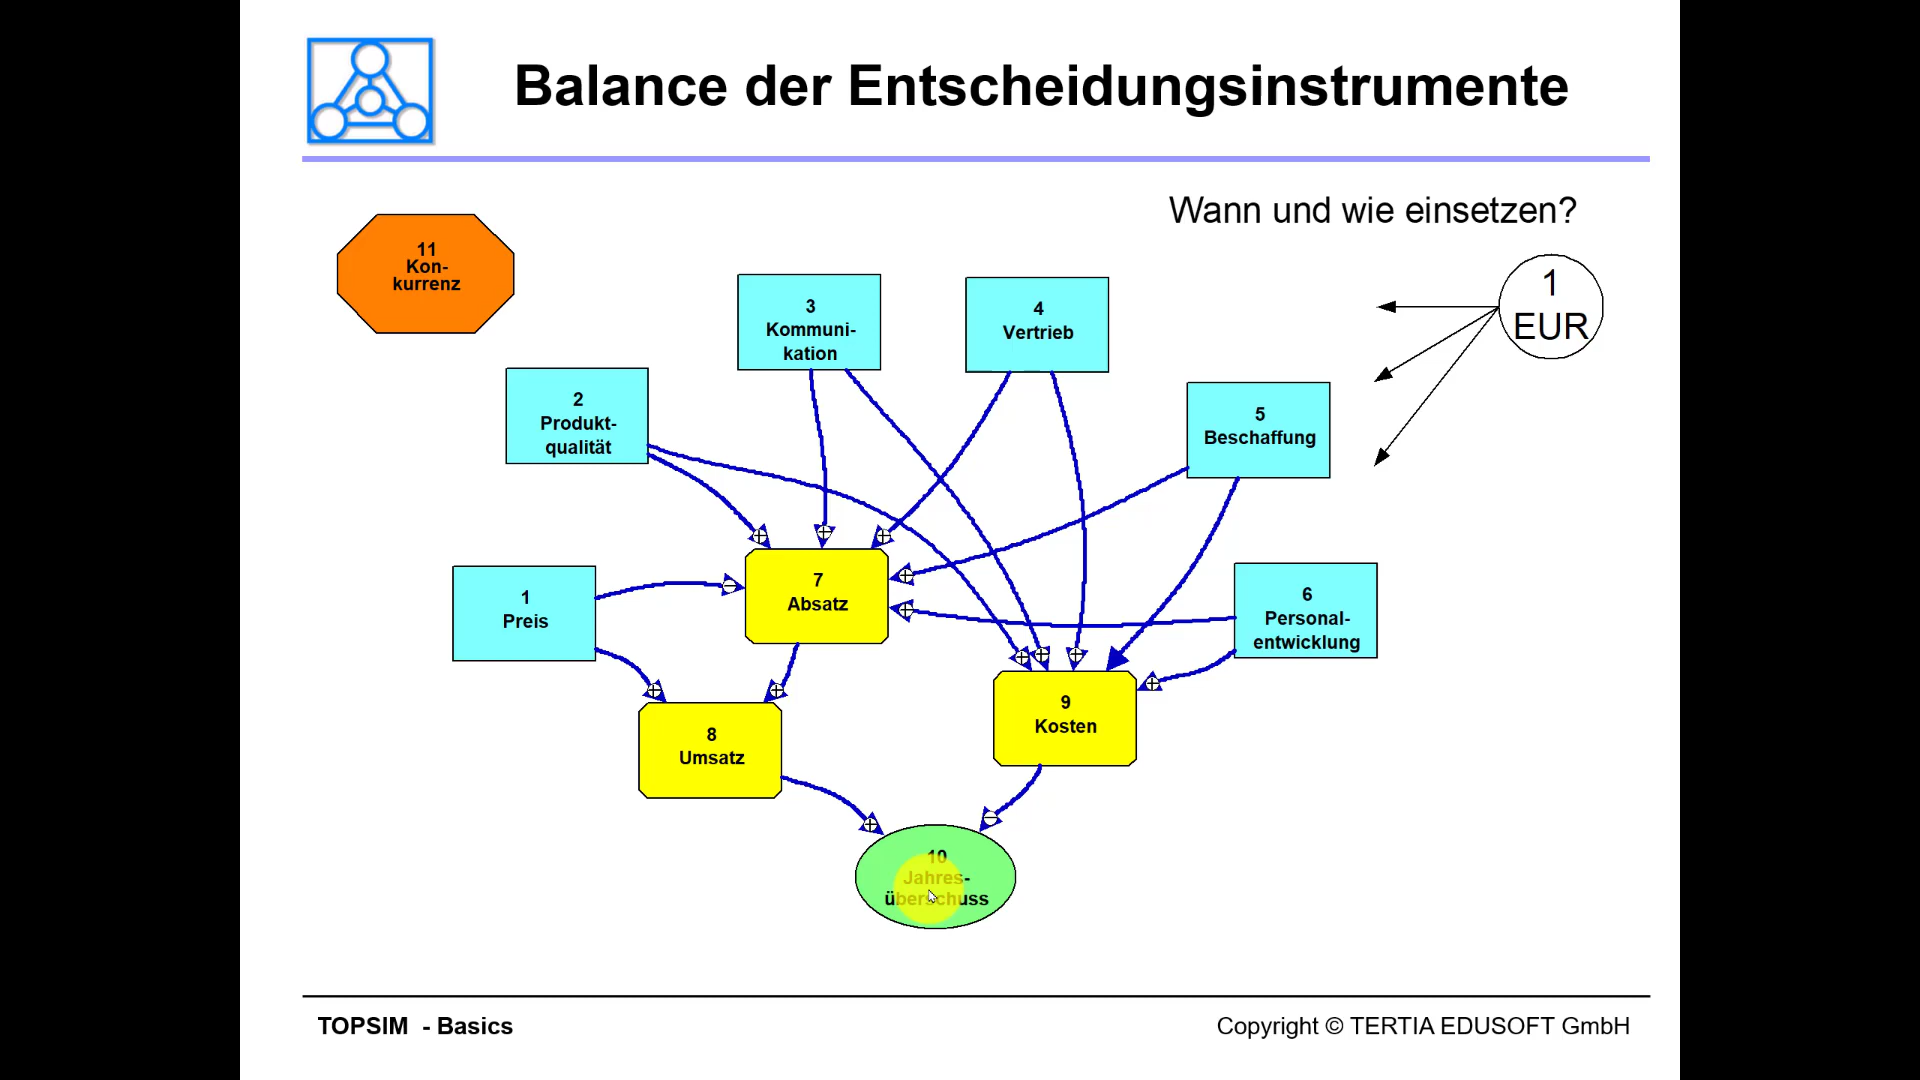 Balance der Entscheidungsinstrumente
Wann und wie einsetzen?
11
Kon-
kurrenz
1
EUR
3
Kommuni-
kation
4
Vertrieb
2
Produkt-
qualität
5
Beschaffung
1
Preis
7
Absatz
6
Personal-
entwicklung
8
Umsatz
9
Kosten
10
Jahres-
überschuss
TOPSIM - Basics
Copyright © TERTIA EDUSOFT GmbH